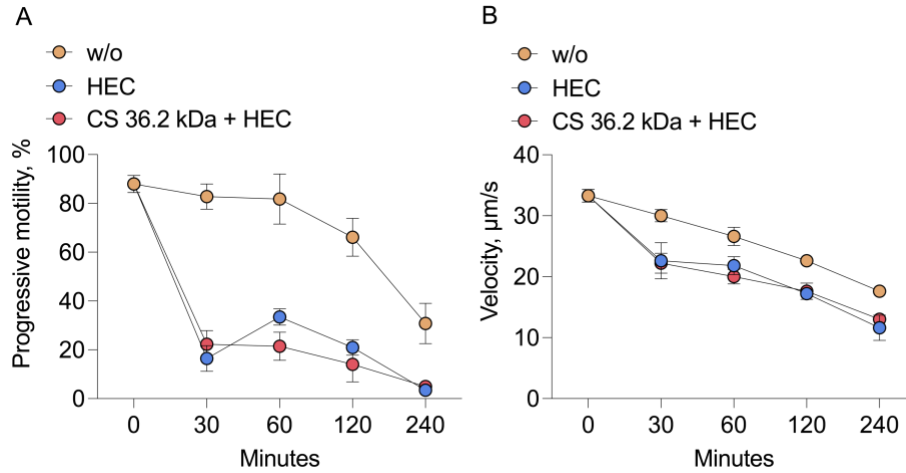 A
w/o
HEC
CS 36.2 kDa + HEC
Progressive motility, %
100
80
60
40
20
0
0 30 60 120 240
Minutes
B
w/o
HEC
CS 36.2 kDa + HEC
Velocity, µm/s
40
30
20
10
0
0 30 60 120 240
Minutes